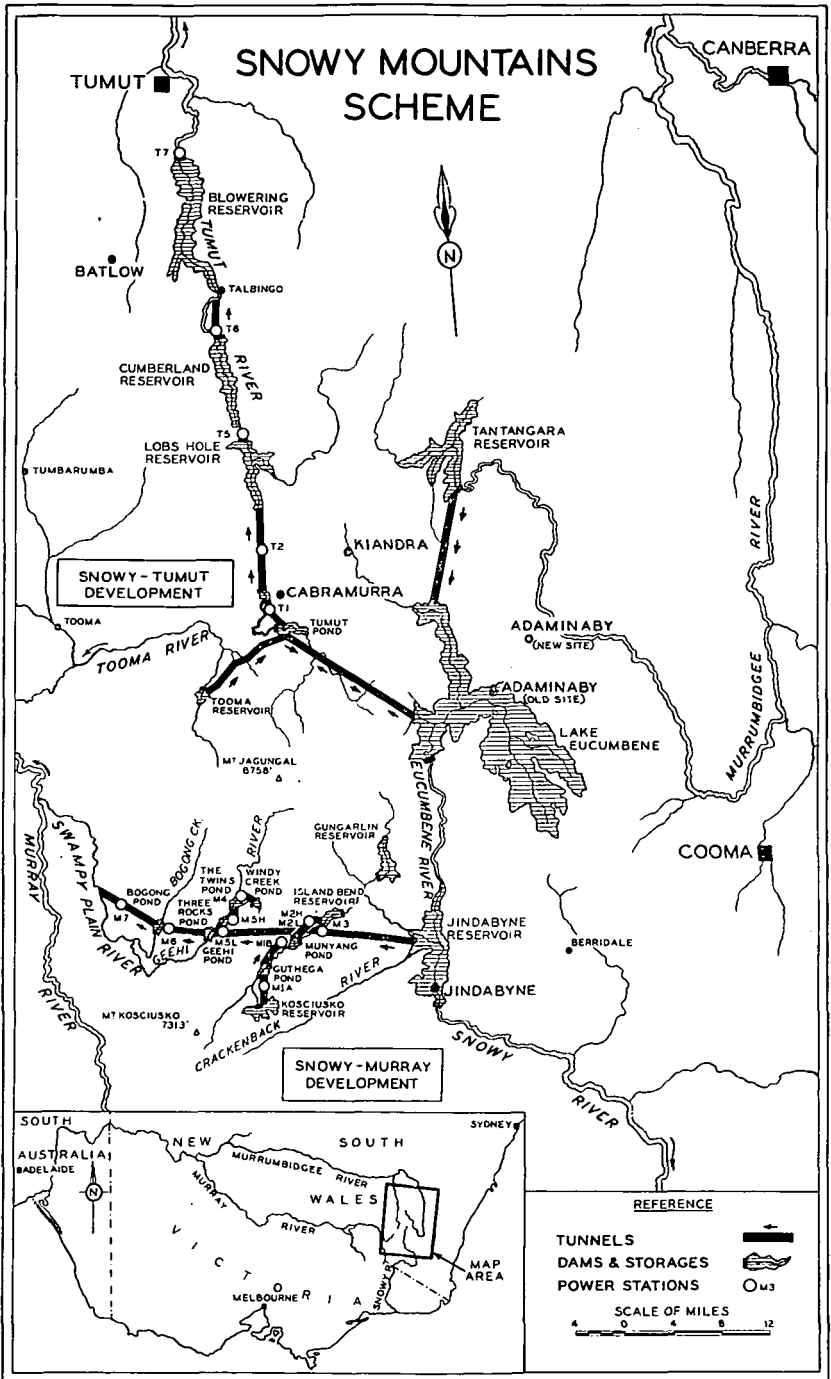 SNOWY MOUNTAINS
SCHEME
CANBERRA
TUMUT
T7
BLOWERING
RESERVOIR
TUMUT
BATLOW
N
TALBINGO
T6
RIVER
CUMBERLAND
RESERVOIR
T5
LOBS HOLE
RESERVOIR
TANTANGARA
RESERVOIR
TUMBARUMBA
T2
KIANDRA
SNOWY-TUMUT
DEVELOPMENT
CABRAMURRA
T1
TUMUT
POND
TOOMA
TOOMA RIVER
ADAMINABY
(NEW SITE)
MURRUMBIDGEE RIVER
TOOMA
RESERVOIR
ADAMINABY
(OLD SITE)
LAKE
EUCUMBENE
MT JAGUNGAL
6758'
EUCUMBENE RIVER
GUNGARLIN
RESERVOIR
COOMA
MURRAY
RIVER
SWAMPY PLAIN RIVER
BOGONG CK.
RIVER
GEEHI
BOGONG
POND
M7
THE
TWINS
POND
M4
WINDY
CREEK
POND
THREE
ROCKS
POND
M5H
M6
M5L
GEEHI
POND
ISLAND BEND
RESERVOIR
M2H
M2L
M3
M1B
MUNYANG
POND
JINDABYNE
RESERVOIR
BERRIDALE
GUTHEGA
POND
M1A
KOSCIUSKO
RESERVOIR
JINDABYNE
MT KOSCIUSKO
7313'
CRACKENBACK
RIVER
SNOWY
RIVER
SNOWY-MURRAY
DEVELOPMENT
SOUTH
AUSTRALIA
ADELAIDE
N
NEW
SOUTH
WALES
SYDNEY
MURRUMBIDGEE RIVER
MURRAY
RIVER
VICTORIA
MELBOURNE
SNOWY R.
MAP
AREA
REFERENCE
TUNNELS
DAMS & STORAGES
POWER STATIONS
M3
SCALE OF MILES
4 0 4 8 12